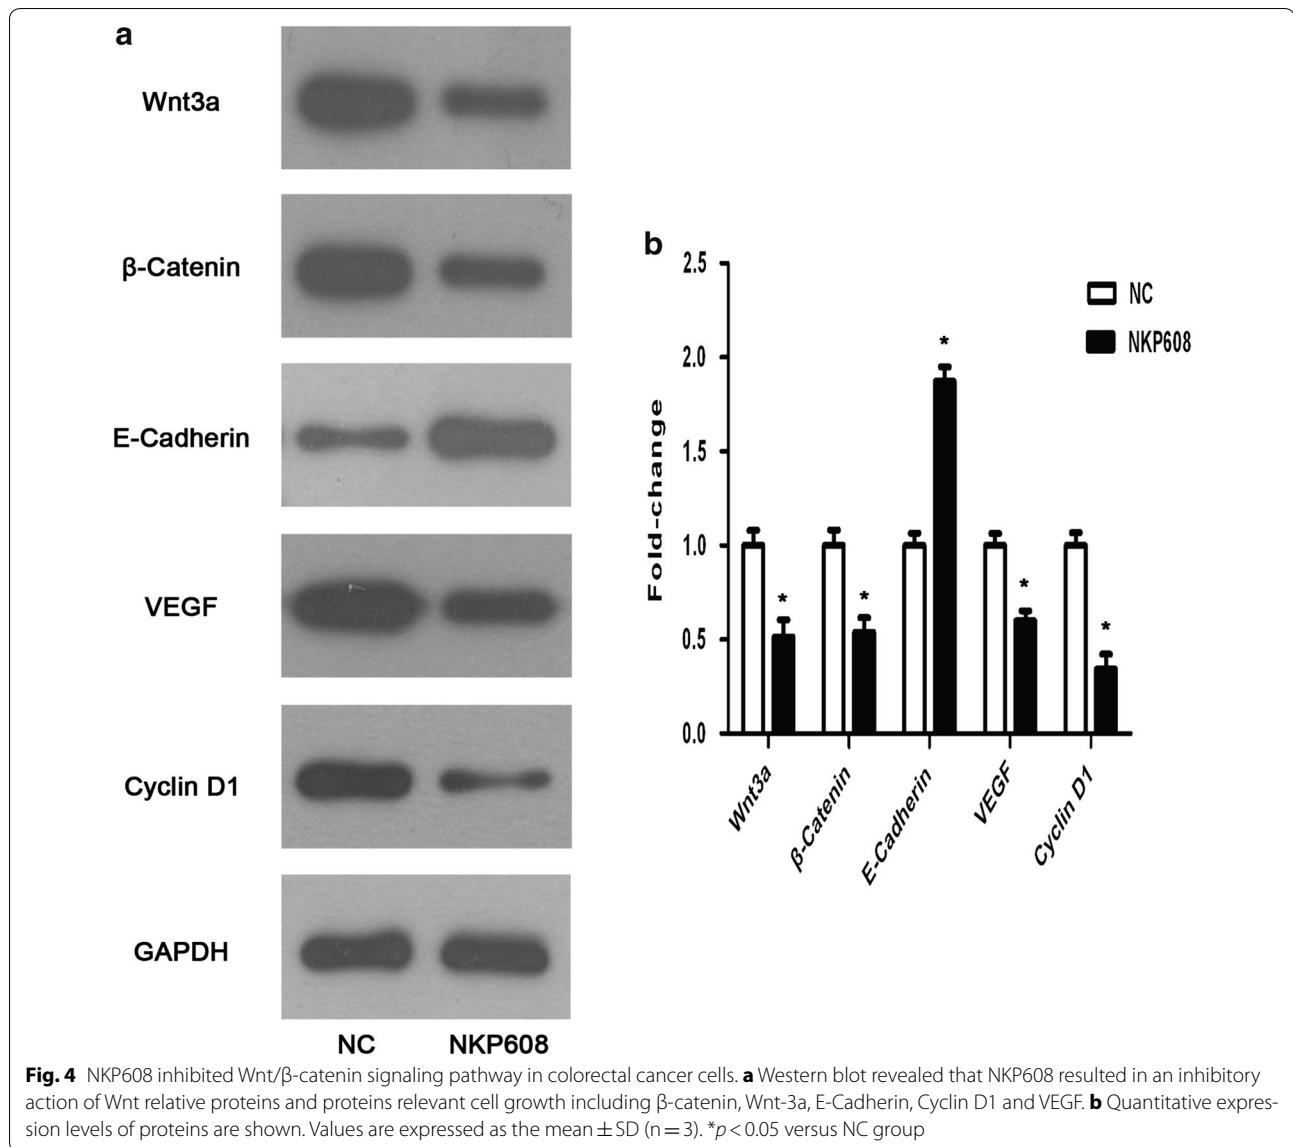 a
Wnt3a
β-Catenin
E-Cadherin
VEGF
Cyclin D1
GAPDH
NC NKP608
b
2.5
2.0
1.5
1.0
0.5
0.0
Fold-change
NC
NKP608
*
*
*
*
*
Wnt3a
β-Catenin
E-Cadherin
VEGF
Cyclin D1
Fig. 4 NKP608 inhibited Wnt/β-catenin signaling pathway in colorectal cancer cells. a Western blot revealed that NKP608 resulted in an inhibitory
action of Wnt relative proteins and proteins relevant cell growth including β-catenin, Wnt-3a, E-Cadherin, Cyclin D1 and VEGF. b Quantitative expres-
sion levels of proteins are shown. Values are expressed as the mean ± SD (n = 3). *p < 0.05 versus NC group